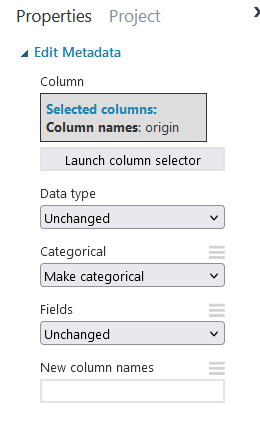 Properties Project
Edit Metadata
Column
Selected columns:
Column names: origin
Launch column selector
Data type
Unchanged
Categorical
Make categorical
Fields
Unchanged
New column names